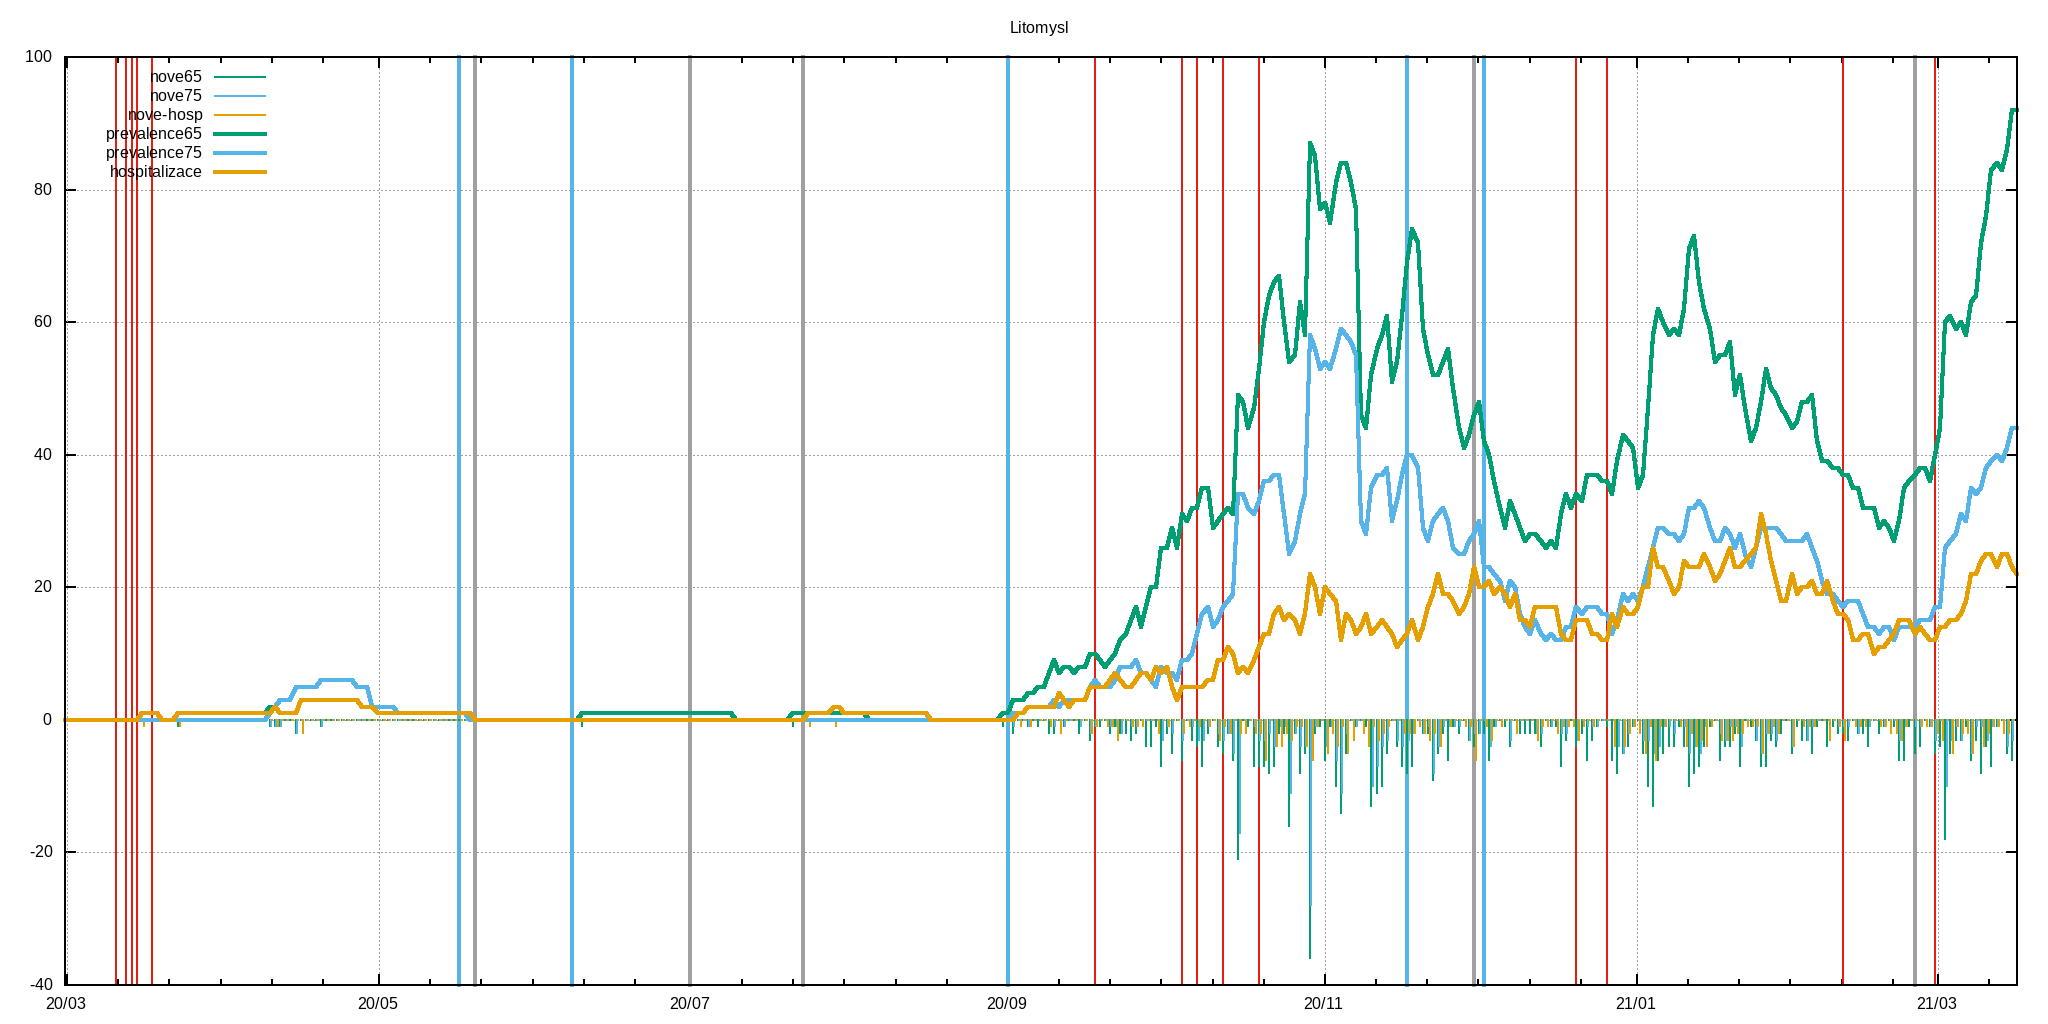 Litomysl
100
80
60
40
20
0
-20
-40
nove65
nove75
nove-hosp
prevalence65
prevalence75
hospitalizace
20/03 20/05 20/07 20/09 20/11 21/01 21/03